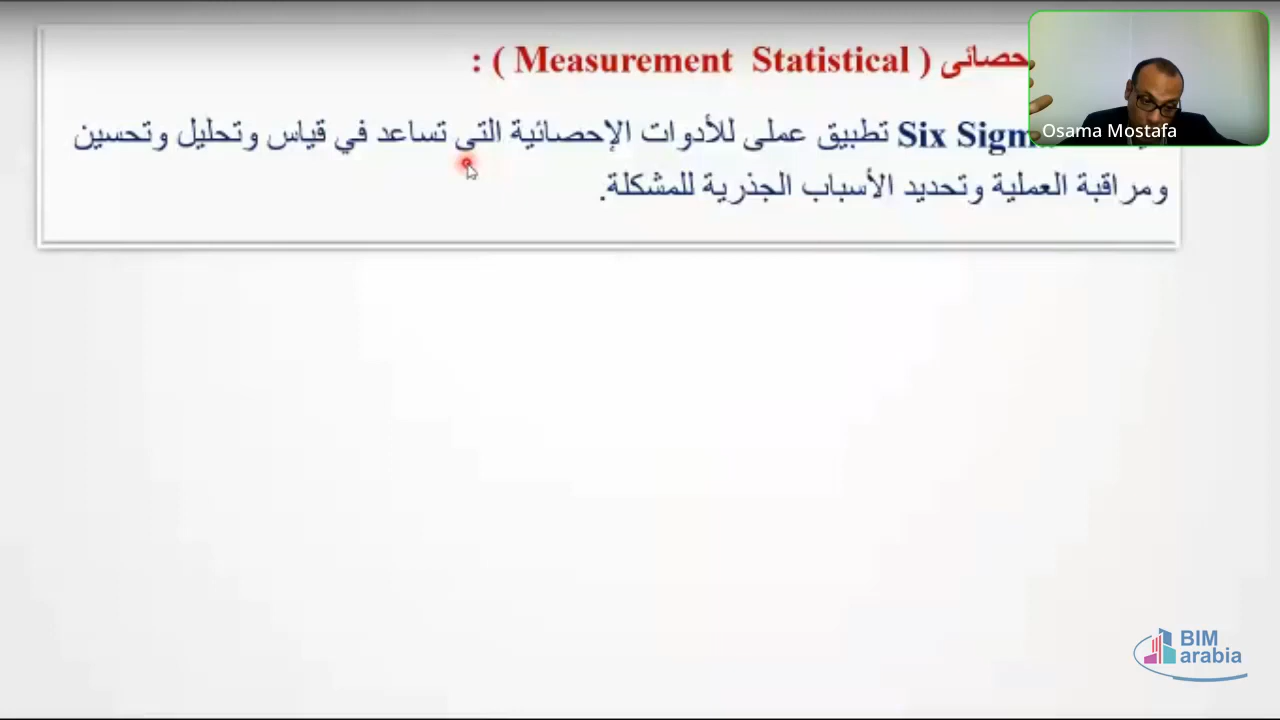 حصائى ( Measurement Statistical ) :
Six Sigma تطبيق عملى للأدوات الإحصائية التي تساعد في قياس وتحليل وتحسين
ومراقبة العملية وتحديد الأسباب الجذرية للمشكلة.
Osama Mostafa
BIM
arabia